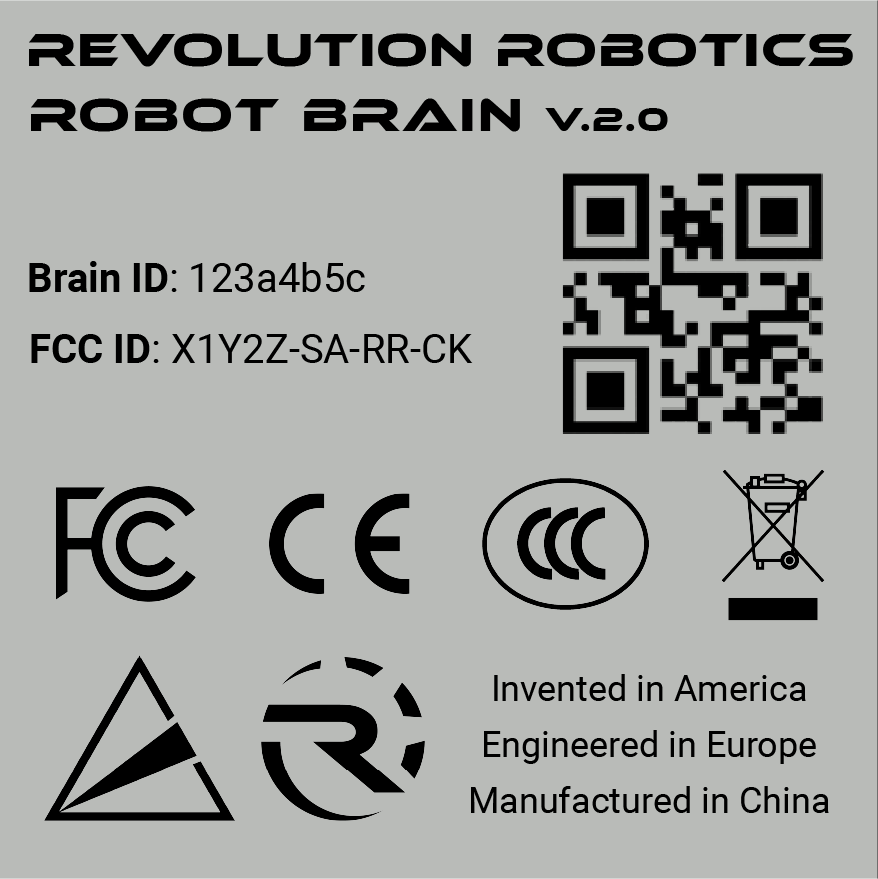 REVOLUTION ROBOTICS
ROBOT BRAIN V.2.0
Brain ID: 123a4b5c
FCC ID: X1Y2Z-SA-RR-CK
FC CE CCC
R
Invented in America
Engineered in Europe
Manufactured in China